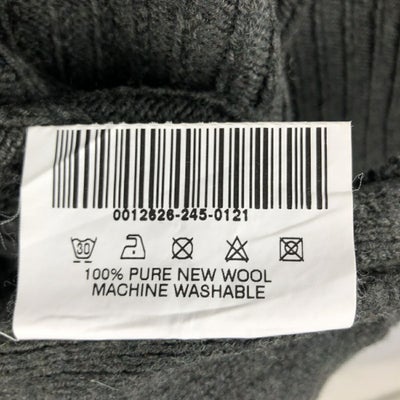 0012626-245-0121
30
100% PURE NEW WOOL
MACHINE WASHABLE